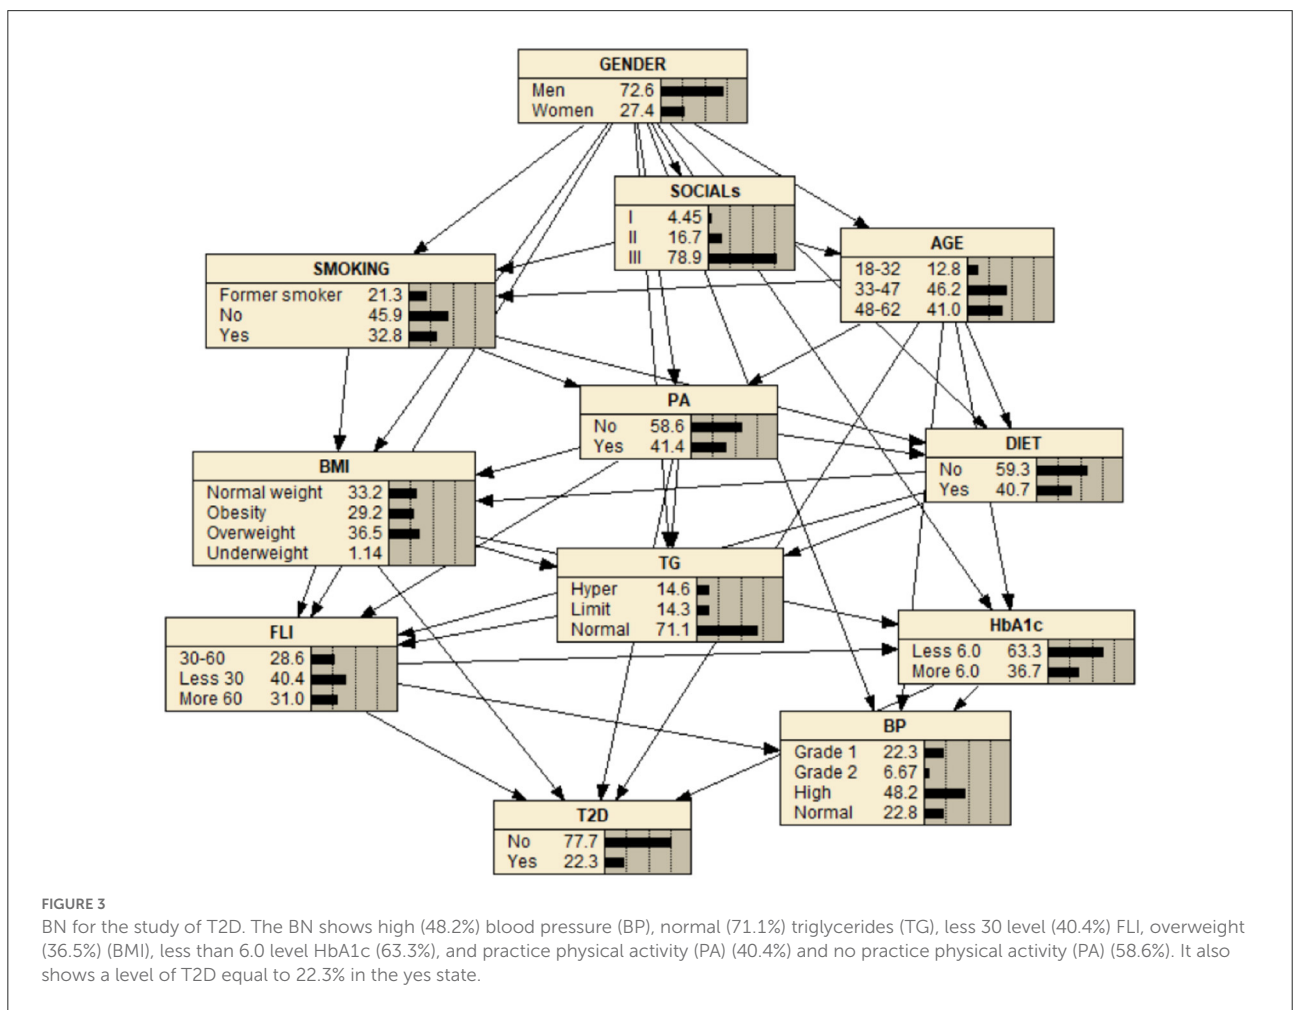 GENDER
Men 72.6
Women 27.4
SOCIALs
I 4.45
II 16.7
III 78.9
AGE
18-32 12.8
33-47 46.2
48-62 41.0
SMOKING
Former smoker 21.3
No 45.9
Yes 32.8
PA
No 58.6
Yes 41.4
DIET
No 59.3
Yes 40.7
BMI
Normal weight 33.2
Obesity 29.2
Overweight 36.5
Underweight 1.14
TG
Hyper 14.6
Limit 14.3
Normal 71.1
HbA1c
Less 6.0 63.3
More 6.0 36.7
FLI
30-60 28.6
Less 30 40.4
More 60 31.0
BP
Grade 1 22.3
Grade 2 6.67
High 48.2
Normal 22.8
T2D
No 77.7
Yes 22.3
FIGURE 3
BN for the study of T2D. The BN shows high (48.2%) blood pressure (BP), normal (71.1%) triglycerides (TG), less 30 level (40.4%) FLI, overweight
(36.5%) (BMI), less than 6.0 level HbA1c (63.3%), and practice physical activity (PA) (40.4%) and no practice physical activity (PA) (58.6%). It also
shows a level of T2D equal to 22.3% in the yes state.